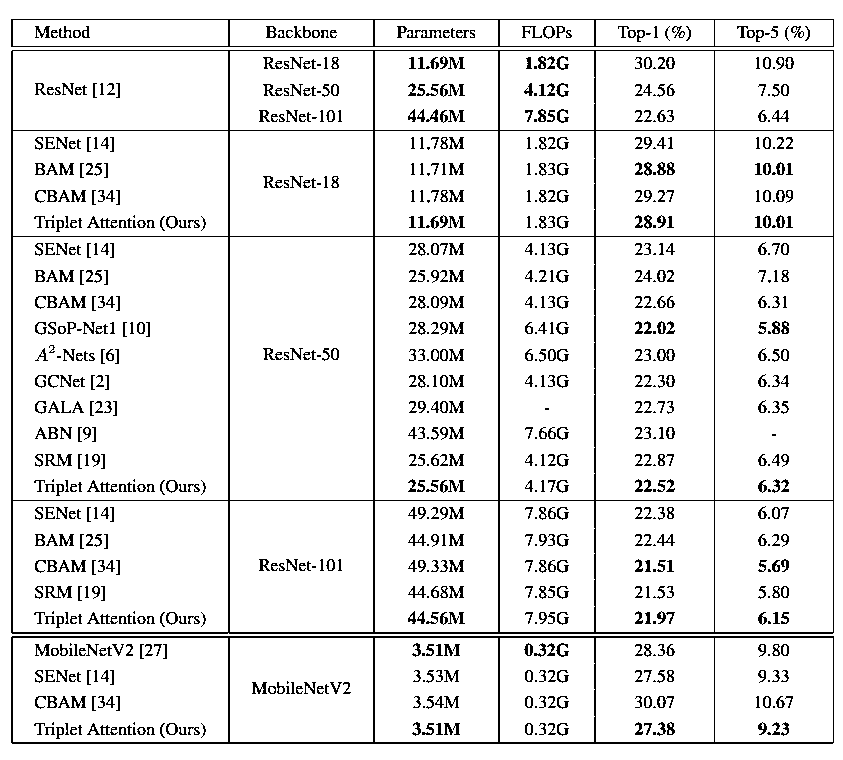 Method Backbone Parameters FLOPs Top-1 (%) Top-5 (%)
ResNet-18 11.69M 1.82G 30.20 10.90
ResNet [12] ResNet-50 25.56M 4.12G 24.56 7.50
ResNet-101 44.46M 7.85G 22.63 6.44
SENet [14] 11.78M 1.82G 29.41 10.22
BAM [25] 11.71M 1.83G 28.88 10.01
ResNet-18
CBAM [34] 11.78M 1.82G 29.27 10.09
Triplet Attention (Ours) 11.69M 1.83G 28.91 10.01
SENet [14] 28.07M 4.13G 23.14 6.70
BAM [25] 25.92M 4.21G 24.02 7.18
CBAM [34] 28.09M 4.13G 22.66 6.31
GSoP-Net1 [10] 28.29M 6.41G 22.02 5.88
A²-Nets [6] ResNet-50 33.00M 6.50G 23.00 6.50
GCNet [2] 28.10M 4.13G 22.30 6.34
GALA [23] 29.40M - 22.73 6.35
ABN [9] 43.59M 7.66G 23.10 -
SRM [19] 25.62M 4.12G 22.87 6.49
Triplet Attention (Ours) 25.56M 4.17G 22.52 6.32
SENet [14] 49.29M 7.86G 22.38 6.07
BAM [25] 44.91M 7.93G 22.44 6.29
CBAM [34] ResNet-101 49.33M 7.86G 21.51 5.69
SRM [19] 44.68M 7.85G 21.53 5.80
Triplet Attention (Ours) 44.56M 7.95G 21.97 6.15
MobileNetV2 [27] 3.51M 0.32G 28.36 9.80
SENet [14] 3.53M 0.32G 27.58 9.33
MobileNetV2
CBAM [34] 3.54M 0.32G 30.07 10.67
Triplet Attention (Ours) 3.51M 0.32G 27.38 9.23